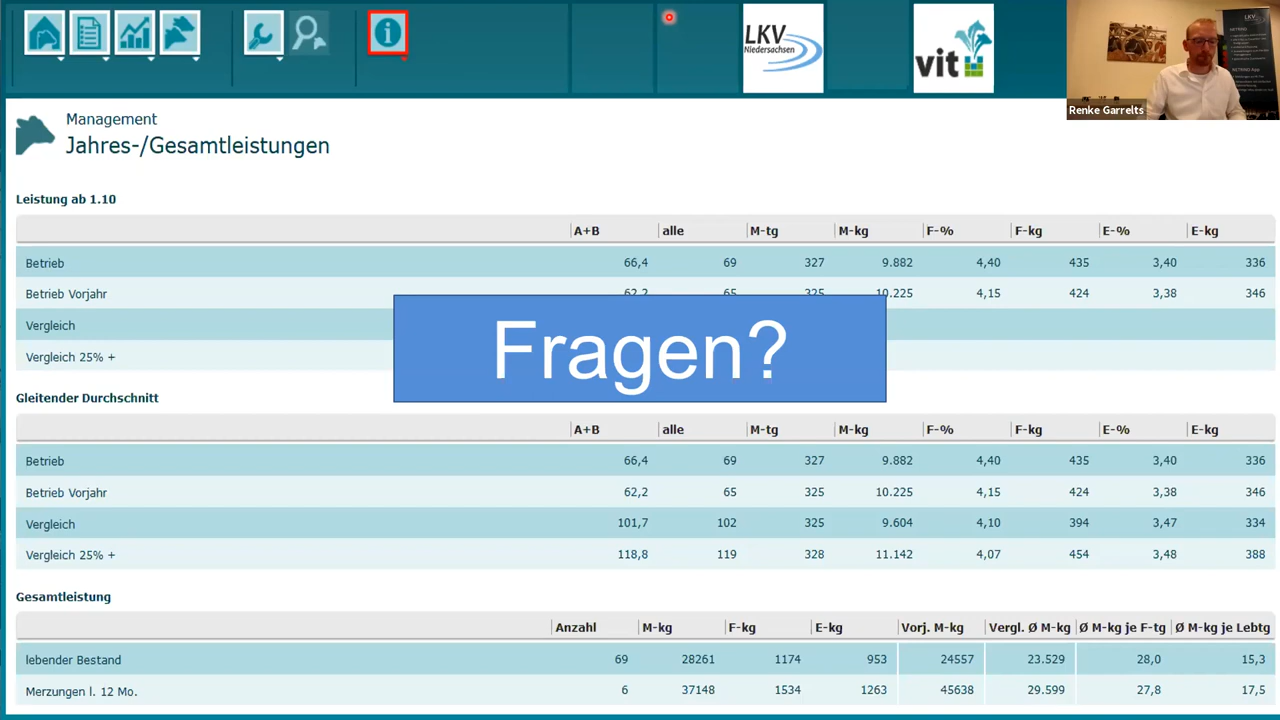 LKV
Niedersachsen
vit
Renke Garrelts
Management
Jahres-/Gesamtleistungen
Leistung ab 1.10
A+B alle M-tg M-kg F-% F-kg E-% E-kg
Betrieb 66,4 69 327 9.882 4,40 435 3,40 336
Betrieb Vorjahr 62,2 65 325 10.225 4,15 424 3,38 346
Vergleich
Vergleich 25% +
Fragen?
Gleitender Durchschnitt
A+B alle M-tg M-kg F-% F-kg E-% E-kg
Betrieb 66,4 69 327 9.882 4,40 435 3,40 336
Betrieb Vorjahr 62,2 65 325 10.225 4,15 424 3,38 346
Vergleich 101,7 102 325 9.604 4,10 394 3,47 334
Vergleich 25% + 118,8 119 328 11.142 4,07 454 3,48 388
Gesamtleistung
Anzahl M-kg F-kg E-kg Vorj. M-kg Vergl. Ø M-kg Ø M-kg je F-tg Ø M-kg je Lebtg
lebender Bestand 69 28261 1174 953 24557 23.529 28,0 15,3
Merzungen l. 12 Mo. 6 37148 1534 1263 45638 29.599 27,8 17,5